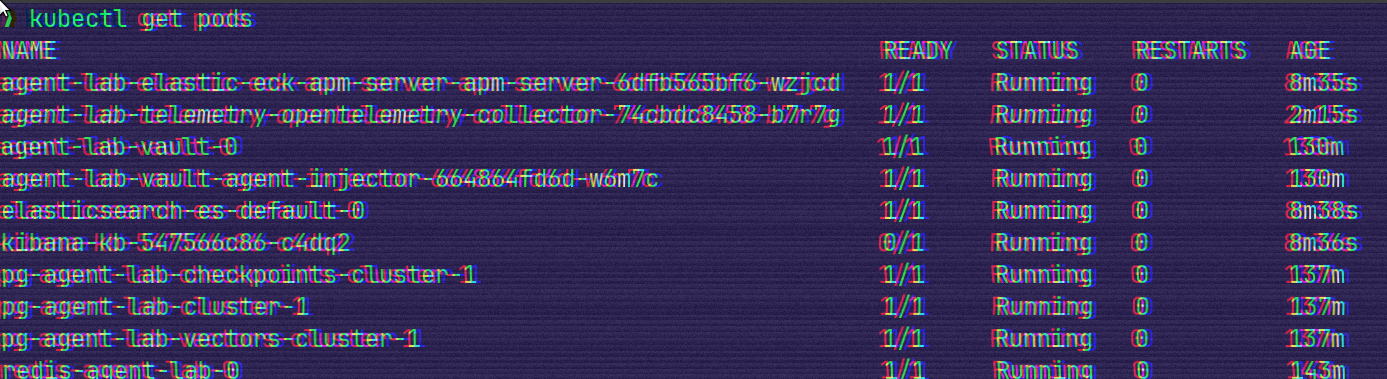 ❯ kubectl get pods
NAME READY STATUS RESTARTS AGE
agent-lab-elastic-eck-apm-server-apm-server-6dfb565bf6-wzjcd 1/1 Running 0 8m35s
agent-lab-telemetry-opentelemetry-collector-74cbdc8458-b7r7g 1/1 Running 0 2m15s
agent-lab-vault-0 1/1 Running 0 130m
agent-lab-vault-agent-injector-664864fd6d-w6m7c 1/1 Running 0 130m
elasticsearch-es-default-0 1/1 Running 0 8m38s
kibana-kb-547566c86-c4dq2 0/1 Running 0 8m36s
pg-agent-lab-checkpoints-cluster-1 1/1 Running 0 137m
pg-agent-lab-cluster-1 1/1 Running 0 137m
pg-agent-lab-vectors-cluster-1 1/1 Running 0 137m
redis-agent-lab-0 1/1 Running 0 143m